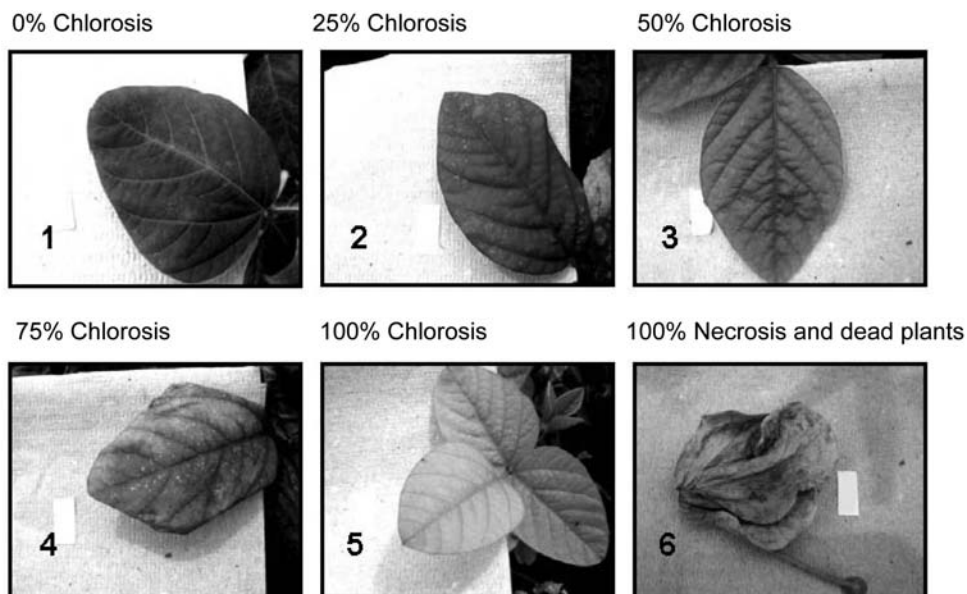 0% Chlorosis
25% Chlorosis
50% Chlorosis
1
2
3
75% Chlorosis
100% Chlorosis
100% Necrosis and dead plants
4
5
6